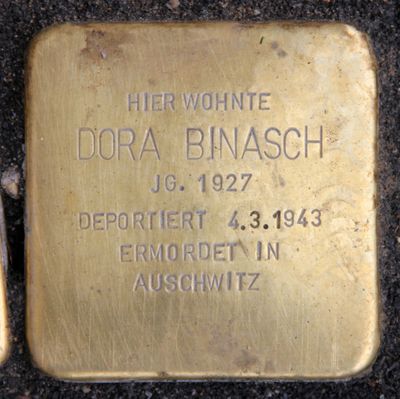 HIER WOHNTE
DORA BINASCH
JG. 1927
DEPORTIERT 4.3.1943
ERMORDET IN
AUSCHWITZ